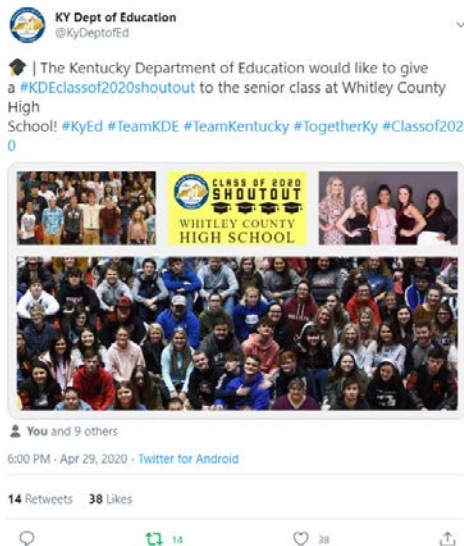 KY Dept of Education
@KyDeptofEd
| The Kentucky Department of Education would like to give
a #KDEclassof2020shoutout to the senior class at Whitley County
High
School! #KyEd #TeamKDE #TeamKentucky #TogetherKy #Classof202
0
CLASS OF 2020
SHOUTOUT
WHITLEY COUNTY
HIGH SCHOOL
You and 9 others
6:00 PM · Apr 29, 2020 · Twitter for Android
14 Retweets 38 Likes
14 38